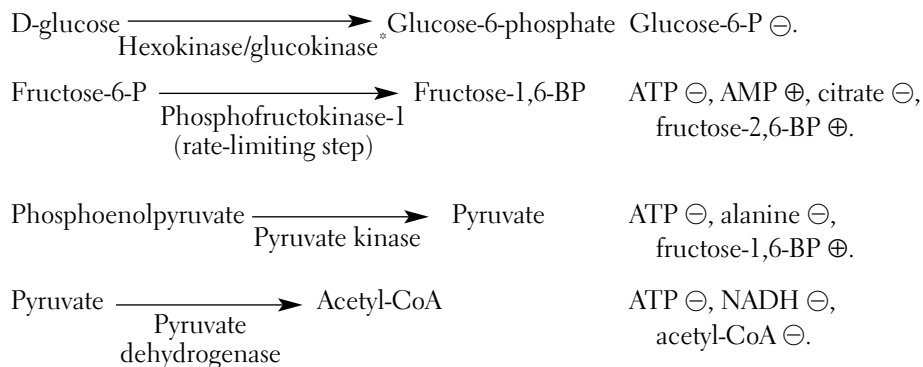 D-glucose Hexokinase/glucokinase* Glucose-6-phosphate Glucose-6-P ⊖.
Fructose-6-P Phosphofructokinase-1 Fructose-1,6-BP ATP ⊖, AMP ⊕, citrate ⊖,
(rate-limiting step) fructose-2,6-BP ⊕.
Phosphoenolpyruvate Pyruvate kinase Pyruvate ATP ⊖, alanine ⊖,
fructose-1,6-BP ⊕.
Pyruvate Pyruvate Acetyl-CoA ATP ⊖, NADH ⊖,
dehydrogenase acetyl-CoA ⊖.